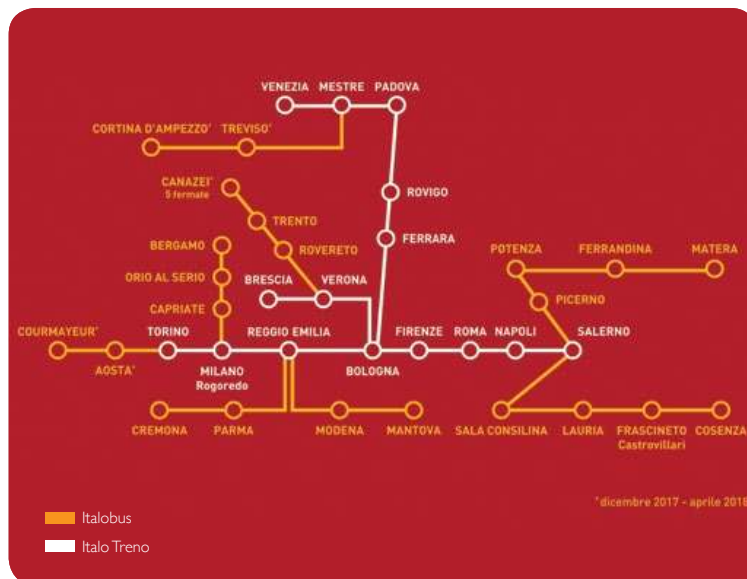 VENEZIA MESTRE PADOVA
CORTINA D'AMPEZZO* TREVISO*
CANAZEI*
5 fermate
ROVIGO
TRENTO
FERRARA
BERGAMO
ROVERETO
POTENZA FERRANDINA MATERA
ORIO AL SERIO
BRESCIA VERONA
PICERNO
CAPRIATE
COURMAYEUR* TORINO REGGIO EMILIA FIRENZE ROMA NAPOLI SALERNO
AOSTA* MILANO BOLOGNA
Rogoredo
CREMONA PARMA MODENA MANTOVA SALA CONSILINA LAURIA FRASCINETO COSENZA
Castrovillari
*dicembre 2017 - aprile 2018
Italobus
Italo Treno